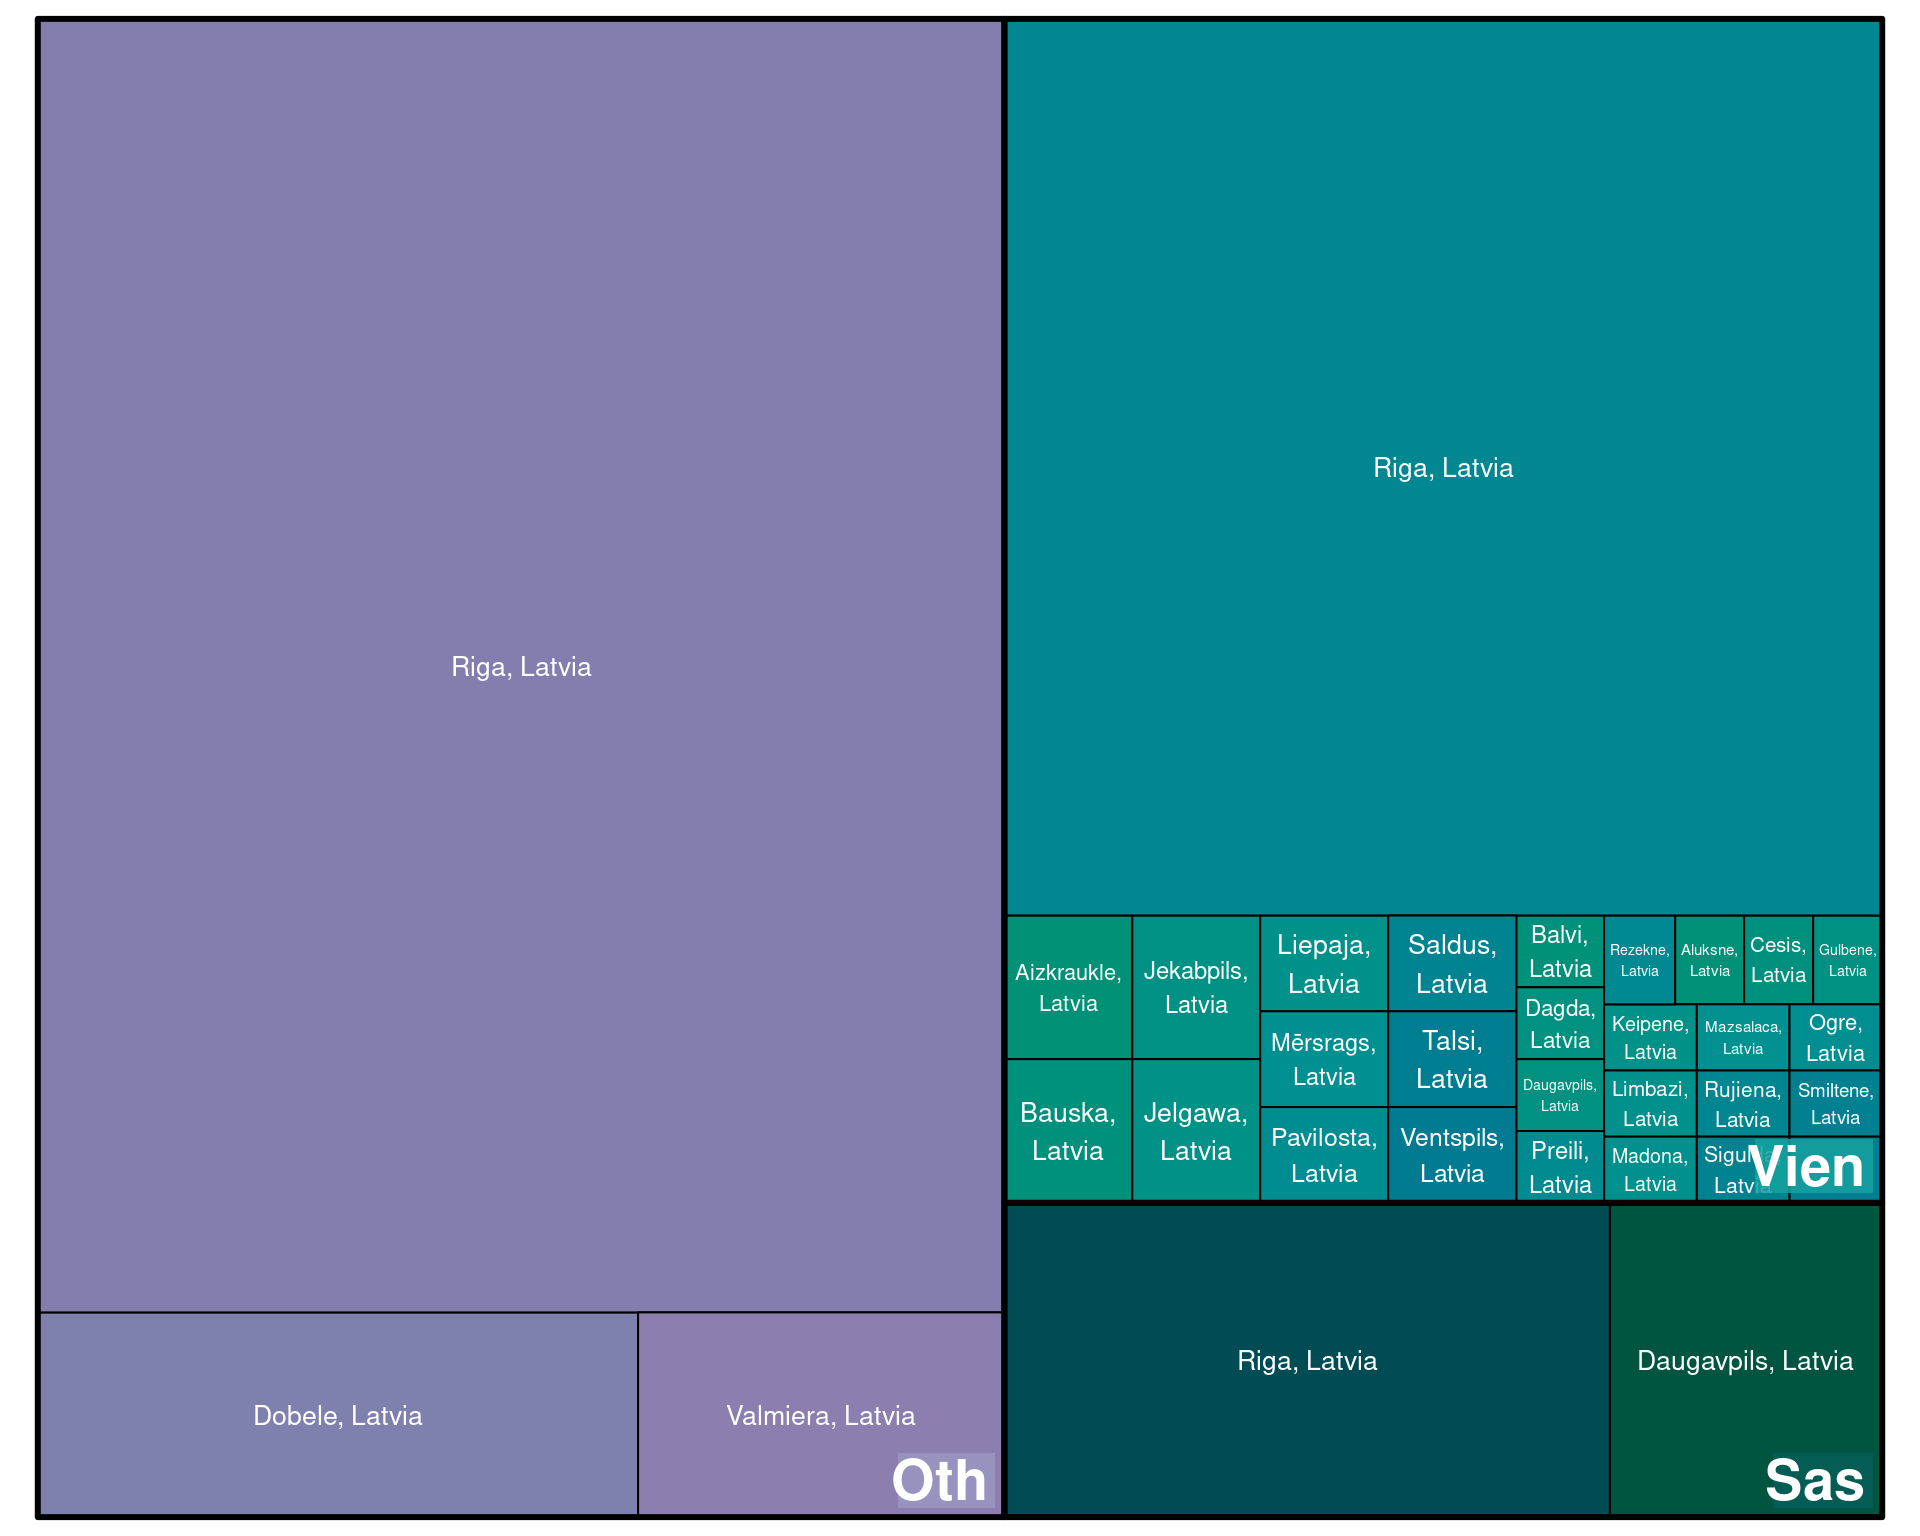 Riga, Latvia
Dobele, Latvia
Valmiera, Latvia
Oth
Riga, Latvia
Aizkraukle,
Latvia
Jekabpils,
Latvia
Liepaja,
Latvia
Saldus,
Latvia
Balvi,
Latvia
Rezekne,
Latvia
Aluksne,
Latvia
Cesis,
Latvia
Gulbene,
Latvia
Dagda,
Latvia
Keipene,
Latvia
Mazsalaca,
Latvia
Ogre,
Latvia
Mērsrags,
Latvia
Talsi,
Latvia
Bauska,
Latvia
Jelgawa,
Latvia
Daugavpils,
Latvia
Limbazi,
Latvia
Rujiena,
Latvia
Smiltene,
Latvia
Pavilosta,
Latvia
Ventspils,
Latvia
Preili,
Latvia
Madona,
Latvia
Vien
Riga, Latvia
Daugavpils, Latvia
Sas